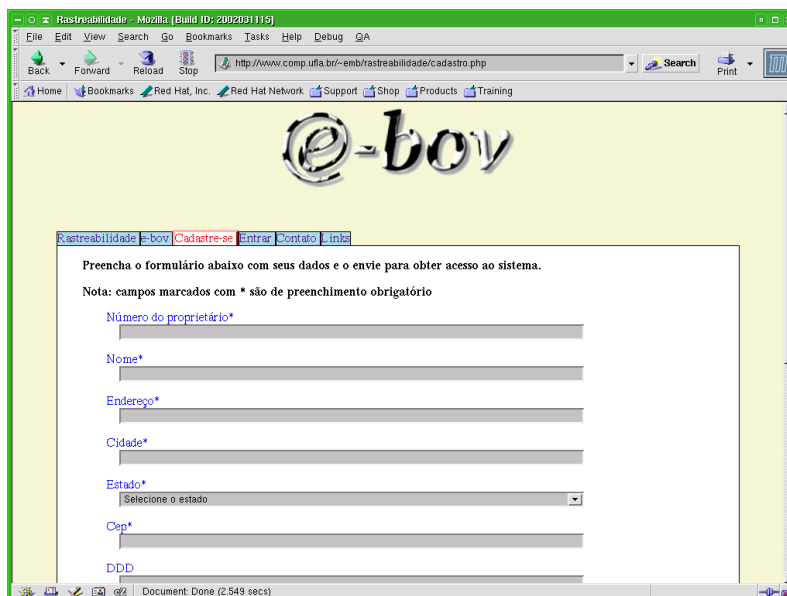 Rastreabilidade - Mozilla {Build ID: 2002031115}
File Edit View Search Go Bookmarks Tasks Help Debug QA
Back Forward Reload Stop http://www.comp.ufla.br/~emb/rastreabilidade/cadastro.php Search Print
Home Bookmarks Red Hat, Inc. Red Hat Network Support Shop Products Training
e-bov
Rastreabilidade e-bov Cadastre-se Entrar Contato Links
Preencha o formulário abaixo com seus dados e o envie para obter acesso ao sistema.
Nota: campos marcados com * são de preenchimento obrigatório
Número do proprietário*
Nome*
Endereço*
Cidade*
Estado*
Selecione o estado
Cep*
DDD
Document: Done (2.549 secs)